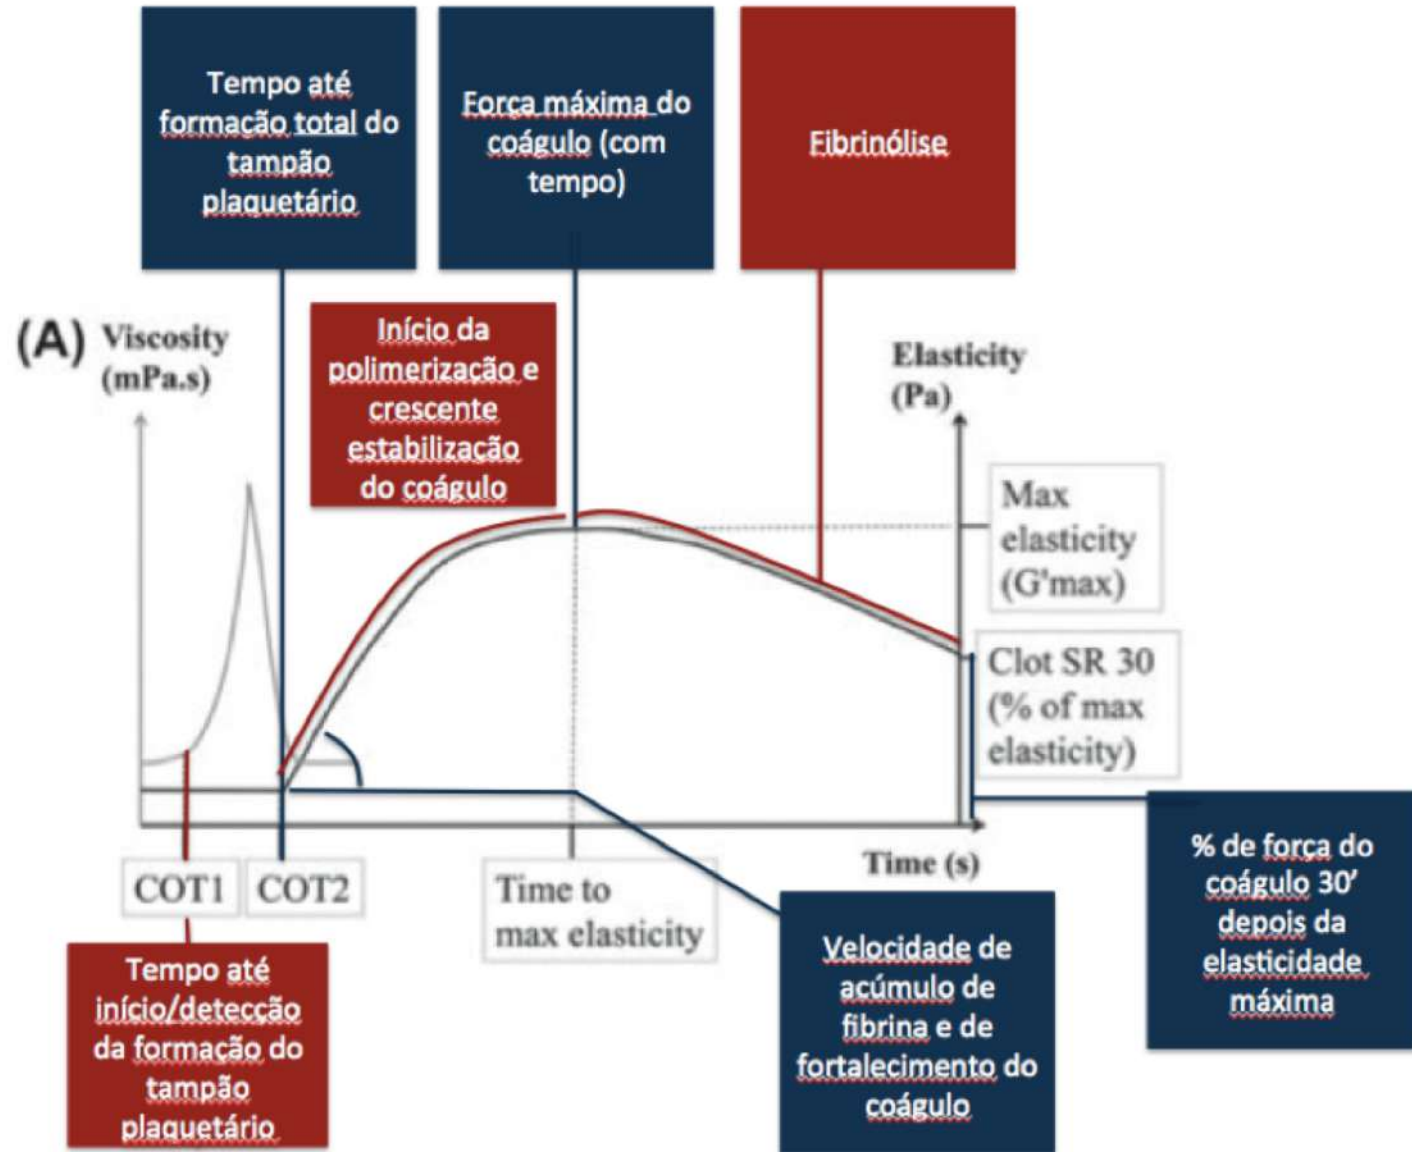 Tempo até
formação total do
tampão
plaquetário
Força máxima do
coágulo (com
tempo)
Fibrinólise
(A) Viscosity
(mPa.s)
Início da
polimerização e
crescente
estabilização
do coágulo
Elasticity
(Pa)
Max
elasticity
(G'max)
Clot SR 30
(% of max
elasticity)
COT1
COT2
Time to
max elasticity
Time (s)
Tempo até
início/detecção
da formação do
tampão
plaquetário
Velocidade de
acúmulo de
fibrina e de
fortalecimento do
coágulo
% de força do
coágulo 30’
depois da
elasticidade
máxima